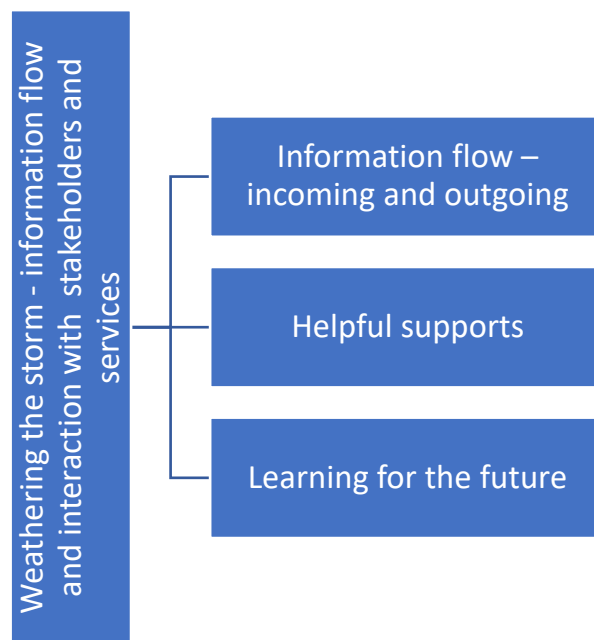 Weathering the storm - information flow
and interaction with  stakeholders and
services
Information flow –
incoming and outgoing
Helpful supports
Learning for the future